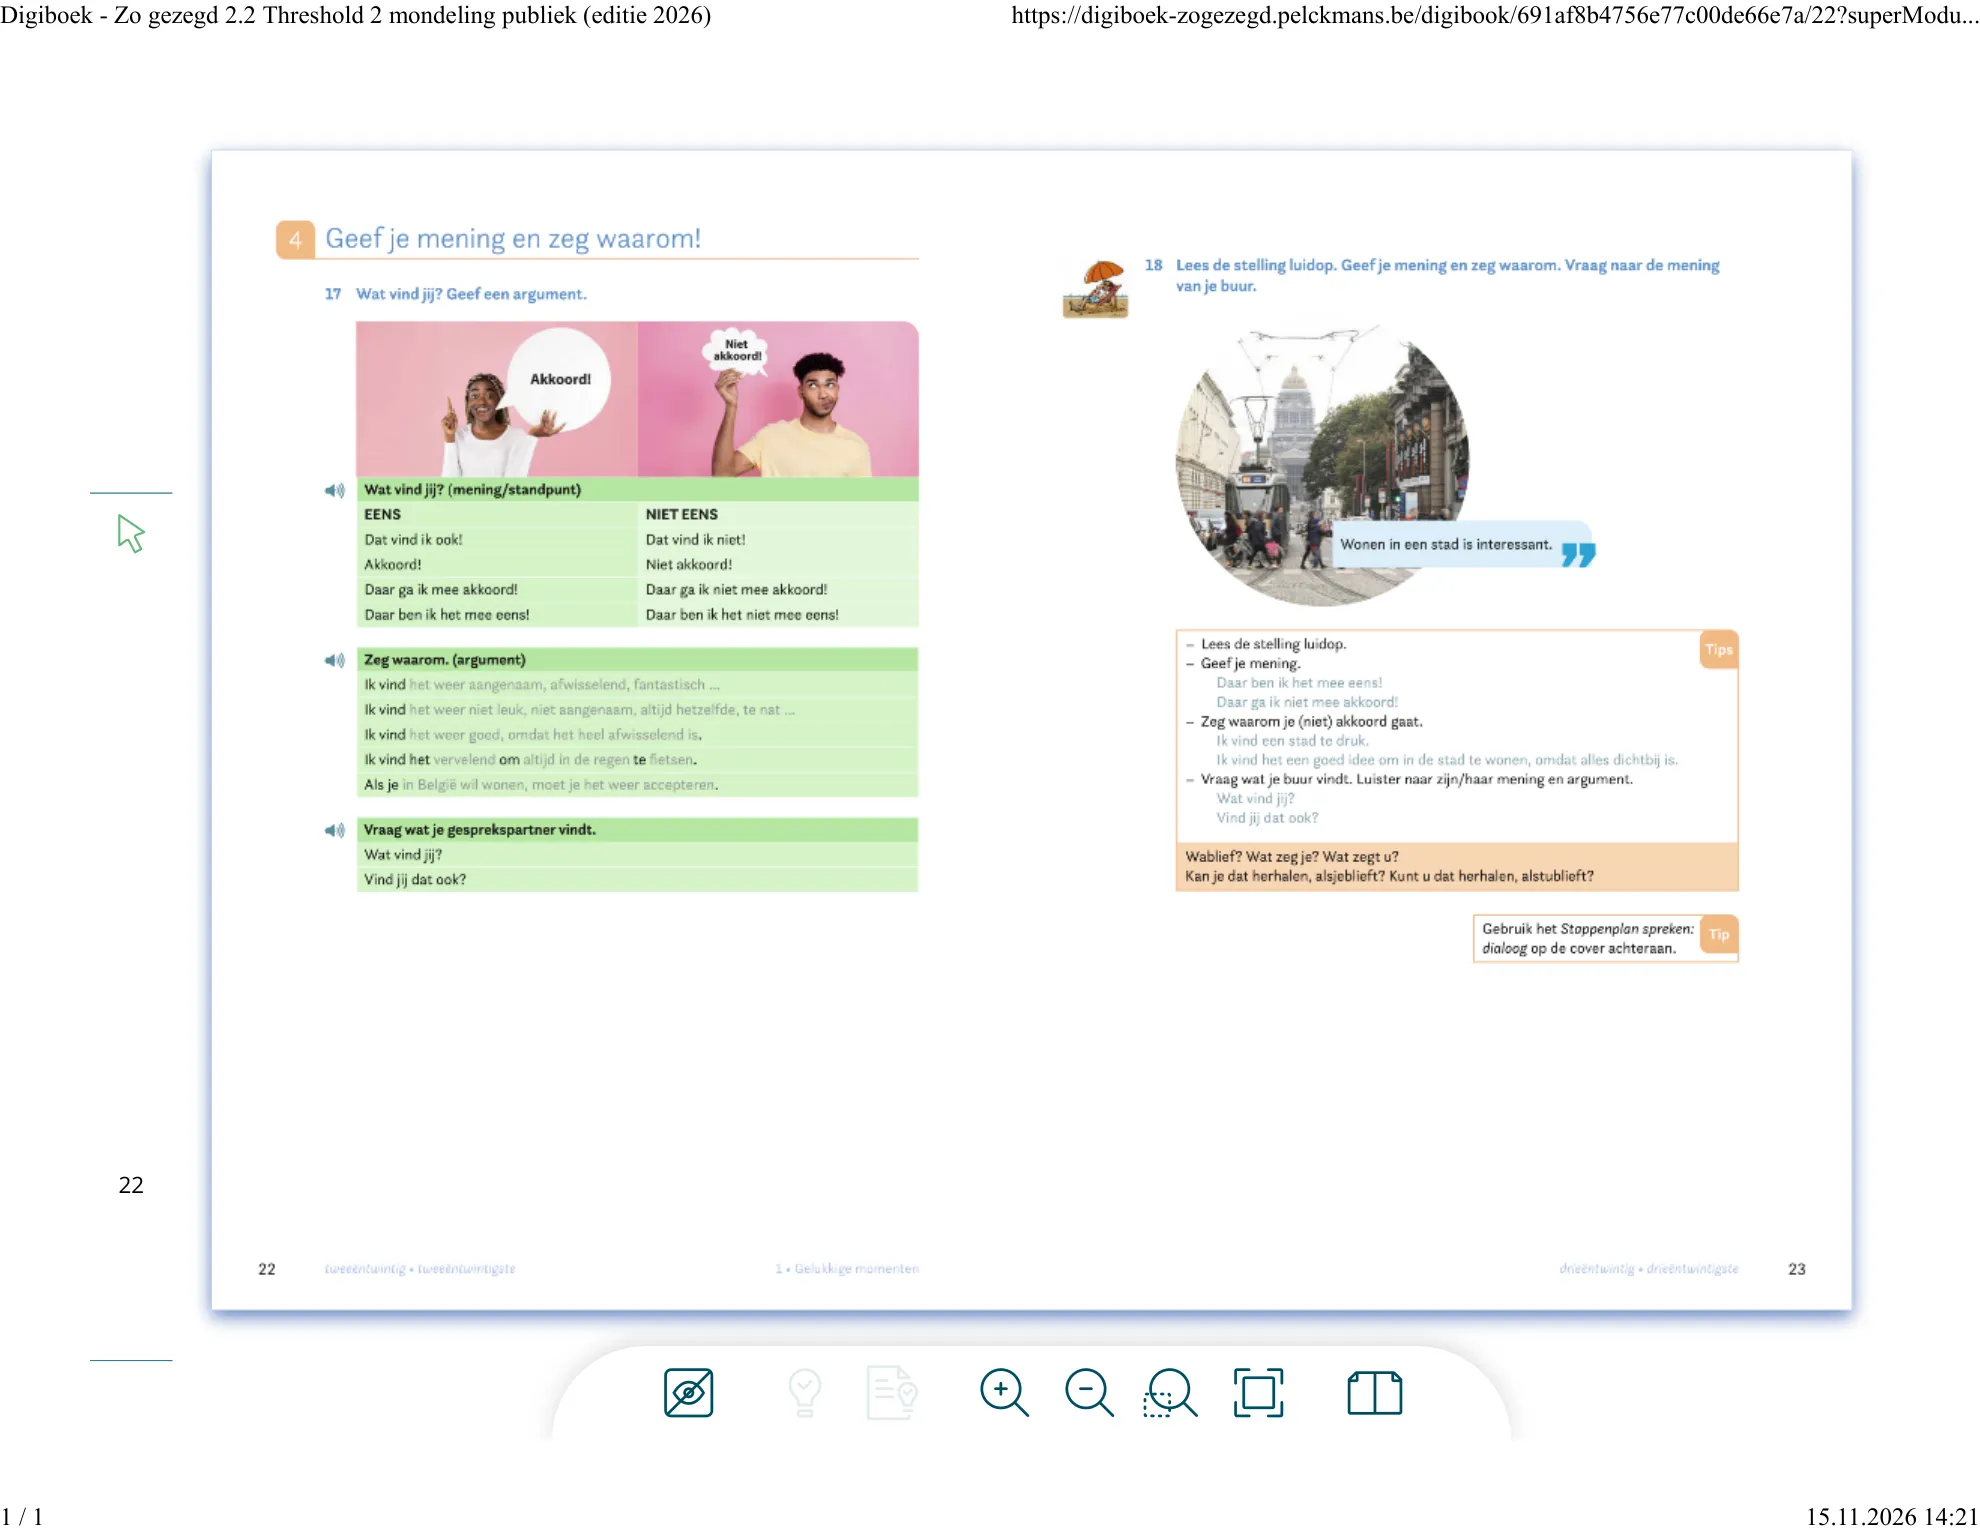 Digiboek - Zo gezegd 2.2 Threshold 2 mondeling publiek (editie 2026)
https://digiboek-zogezegd.pelckmans.be/digibook/691af8b4756e77c00de66e7a/22?superModu...
4 Geef je mening en zeg waarom!
17 Wat vind jij? Geef een argument.
Akkoord!
Niet
akkoord!
Wat vind jij? (mening/standpunt)
EENS NIET EENS
Dat vind ik ook! Dat vind ik niet!
Akkoord! Niet akkoord!
Daar ga ik mee akkoord! Daar ga ik niet mee akkoord!
Daar ben ik het mee eens! Daar ben ik het niet mee eens!
Zeg waarom. (argument)
Ik vind het weer aangenaam, afwisselend, fantastisch ...
Ik vind het weer niet leuk, niet aangenaam, altijd hetzelfde, te nat ...
Ik vind het weer goed, omdat het heel afwisselend is.
Ik vind het vervelend om altijd in de regen te fietsen.
Als je in België wil wonen, moet je het weer accepteren.
Vraag wat je gesprekspartner vindt.
Wat vind jij?
Vind jij dat ook?
22 tweeëntwintig • tweeëntwintigste 1 • Gelukkige momenten
18 Lees de stelling luidop. Geef je mening en zeg waarom. Vraag naar de mening
van je buur.
Wonen in een stad is interessant.
Tips
– Lees de stelling luidop.
– Geef je mening.
Daar ben ik het mee eens!
Daar ga ik niet mee akkoord!
– Zeg waarom je (niet) akkoord gaat.
Ik vind een stad te druk.
Ik vind het een goed idee om in de stad te wonen, omdat alles dichtbij is.
– Vraag wat je buur vindt. Luister naar zijn/haar mening en argument.
Wat vind jij?
Vind jij dat ook?
Wablief? Wat zeg je? Wat zegt u?
Kan je dat herhalen, alsjeblieft? Kunt u dat herhalen, alstublieft?
Gebruik het Stappenplan spreken:
dialoog op de cover achteraan.
Tip
drieëntwintig • drieëntwintigste 23
22
1 / 1
15.11.2026 14:21